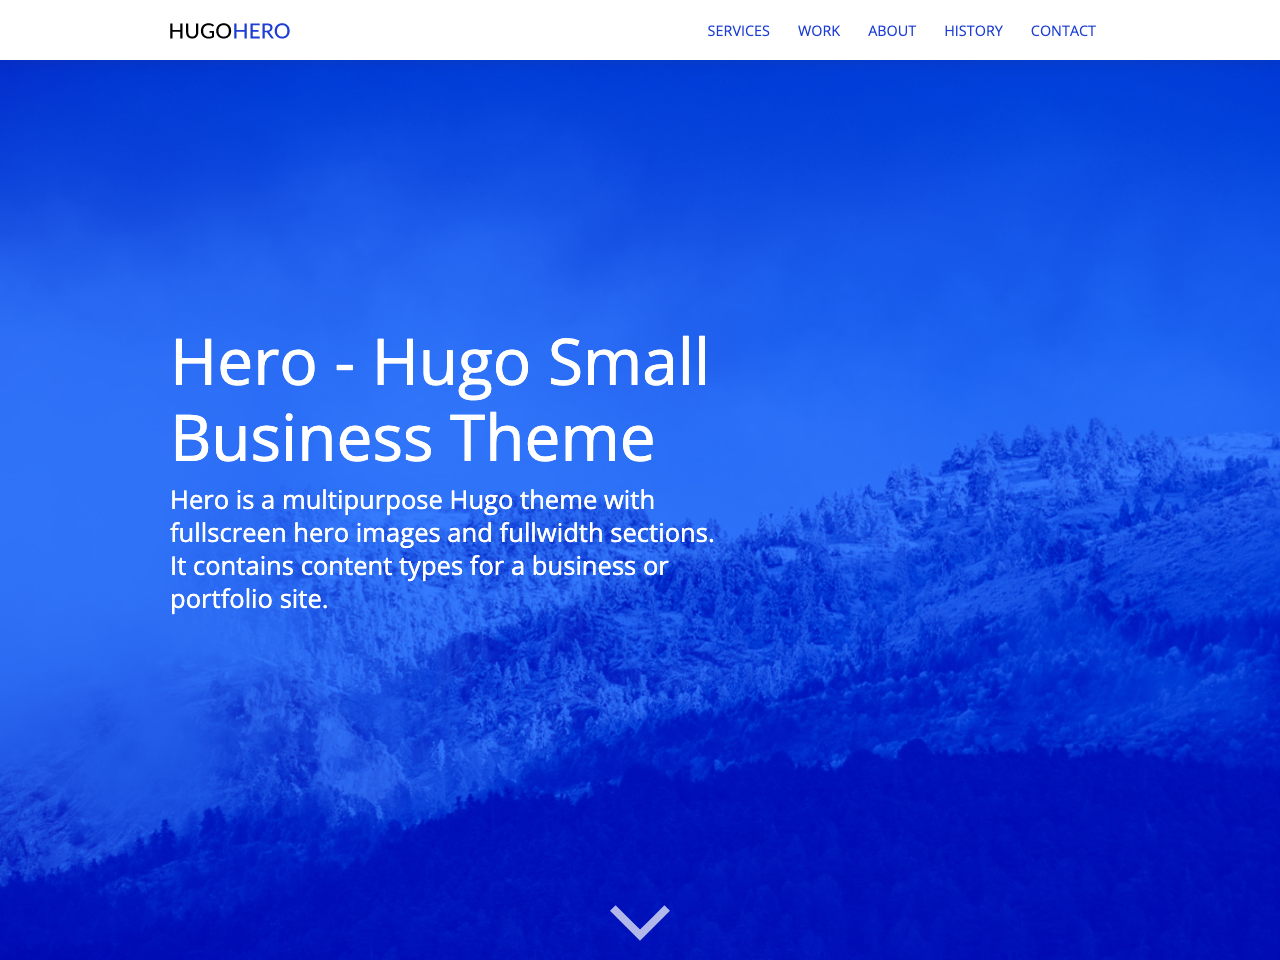 HUGOHERO
SERVICES
WORK
ABOUT
HISTORY
CONTACT
Hero - Hugo Small
Business Theme
Hero is a multipurpose Hugo theme with
fullscreen hero images and fullwidth sections.
It contains content types for a business or
portfolio site.